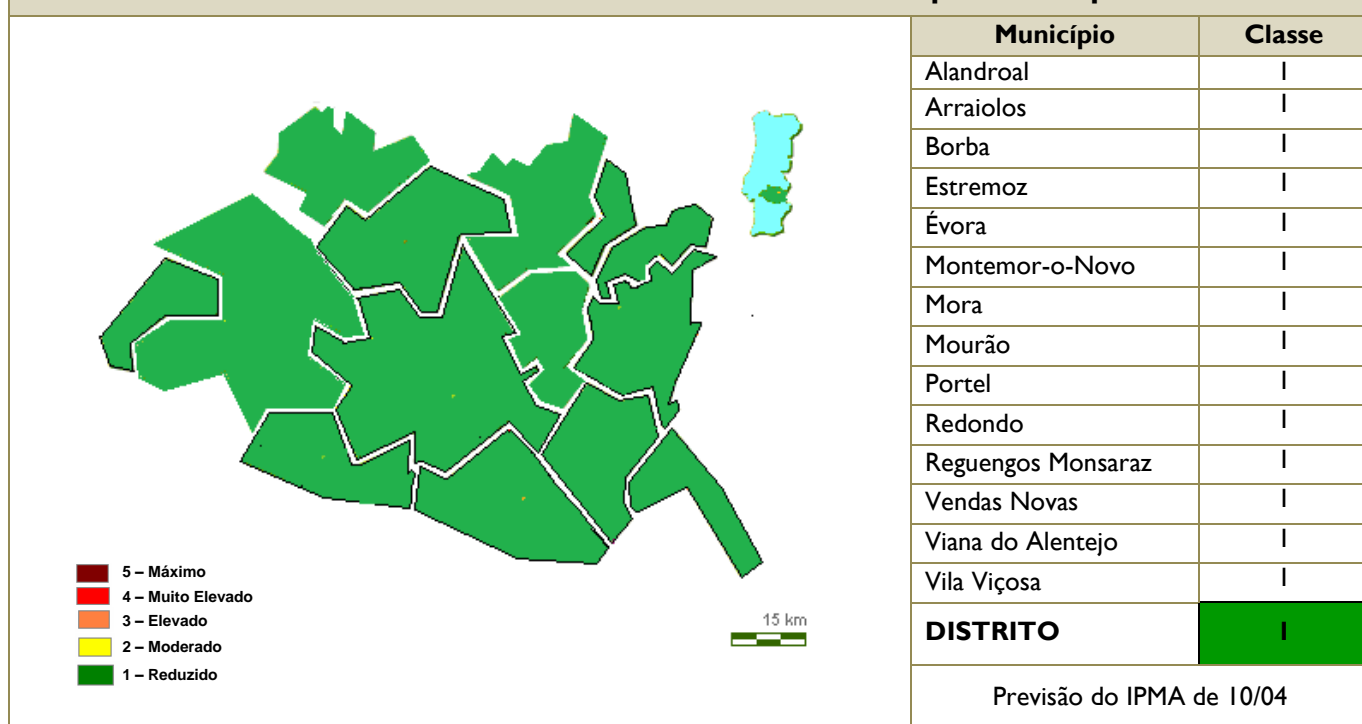 Município Classe
Alandroal 1
Arraiolos 1
Borba 1
Estremoz 1
Évora 1
Montemor-o-Novo 1
Mora 1
Mourão 1
Portel 1
Redondo 1
Reguengos Monsaraz 1
Vendas Novas 1
Viana do Alentejo 1
Vila Viçosa 1
DISTRITO 1
Previsão do IPMA de 10/04
5 – Máximo
4 – Muito Elevado
3 – Elevado
2 – Moderado
1 – Reduzido
15 km